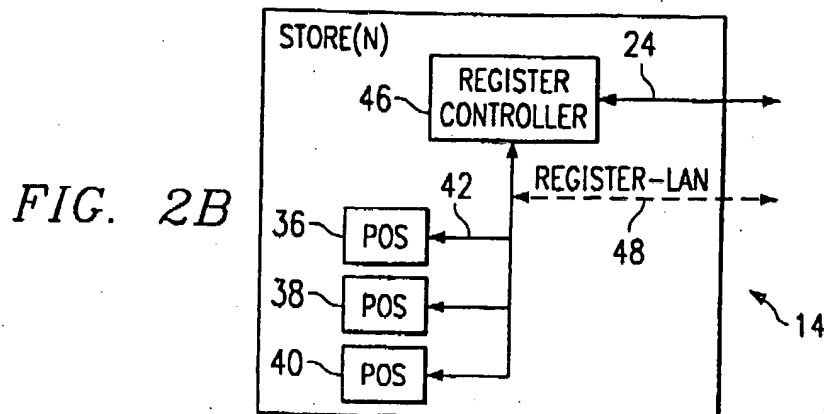 STORE(N)
24
46
REGISTER
CONTROLLER
REGISTER-LAN
42
48
FIG. 2B
36
POS
38
POS
14
40
POS